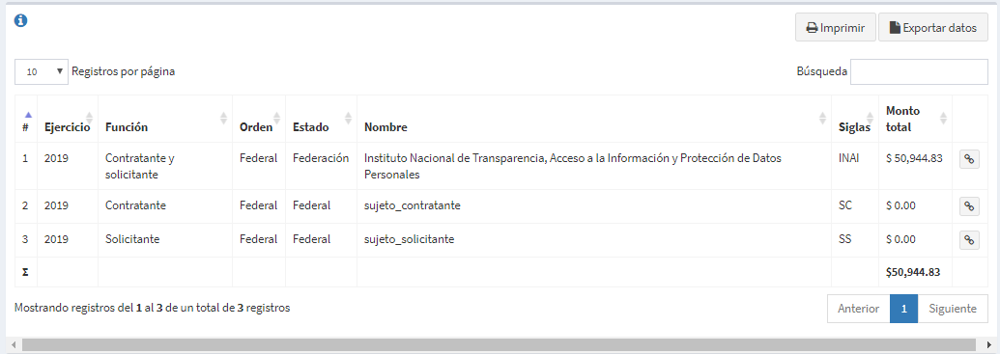 Imprimir Exportar datos
10 Registros por página Búsqueda
# Ejercicio Función Orden Estado Nombre Siglas Monto total
1 2019 Contratante y solicitante Federal Federación Instituto Nacional de Transparencia, Acceso a la Información y Protección de Datos Personales INAI $ 50,944.83
2 2019 Contratante Federal Federal sujeto_contratante SC $ 0.00
3 2019 Solicitante Federal Federal sujeto_solicitante SS $ 0.00
Σ $50,944.83
Mostrando registros del 1 al 3 de un total de 3 registros Anterior 1 Siguiente